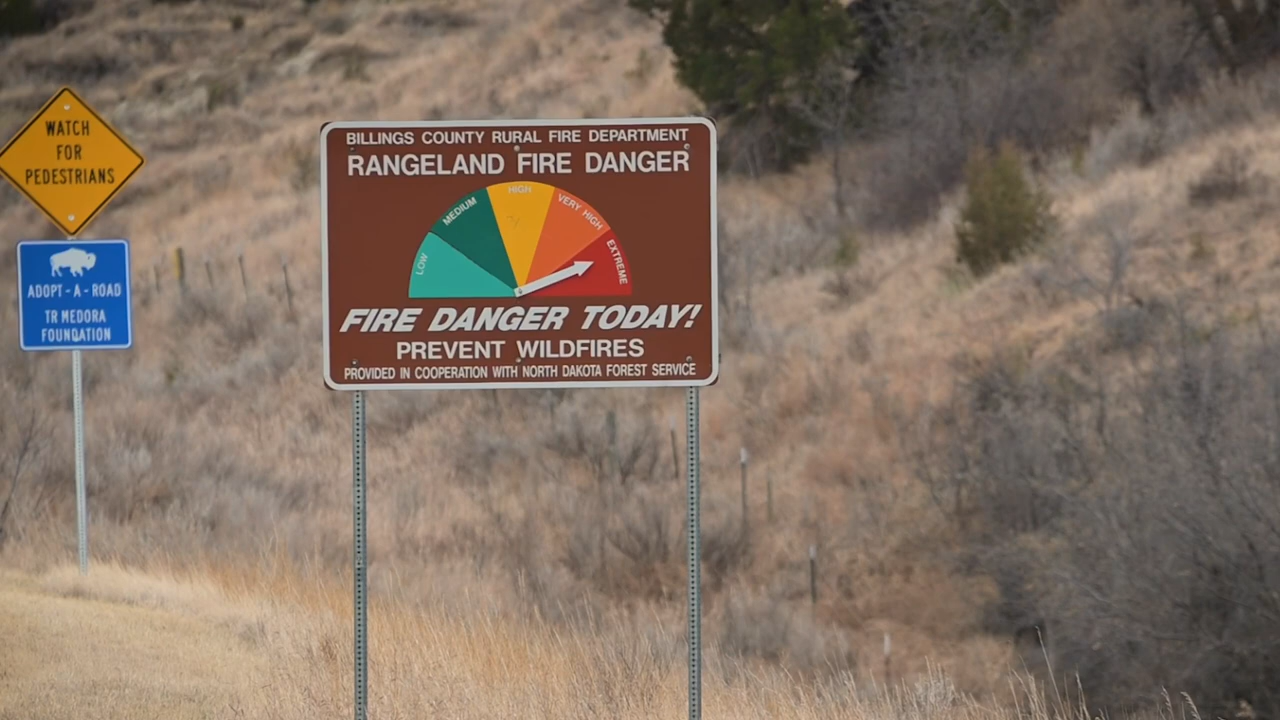 WATCH
FOR
PEDESTRIANS
ADOPT-A-ROAD
TR MEDORA
FOUNDATION
BILLINGS COUNTY RURAL FIRE DEPARTMENT
RANGELAND FIRE DANGER
LOW
MEDIUM
HIGH
VERY HIGH
EXTREME
FIRE DANGER TODAY!
PREVENT WILDFIRES
PROVIDED IN COOPERATION WITH NORTH DAKOTA FOREST SERVICE